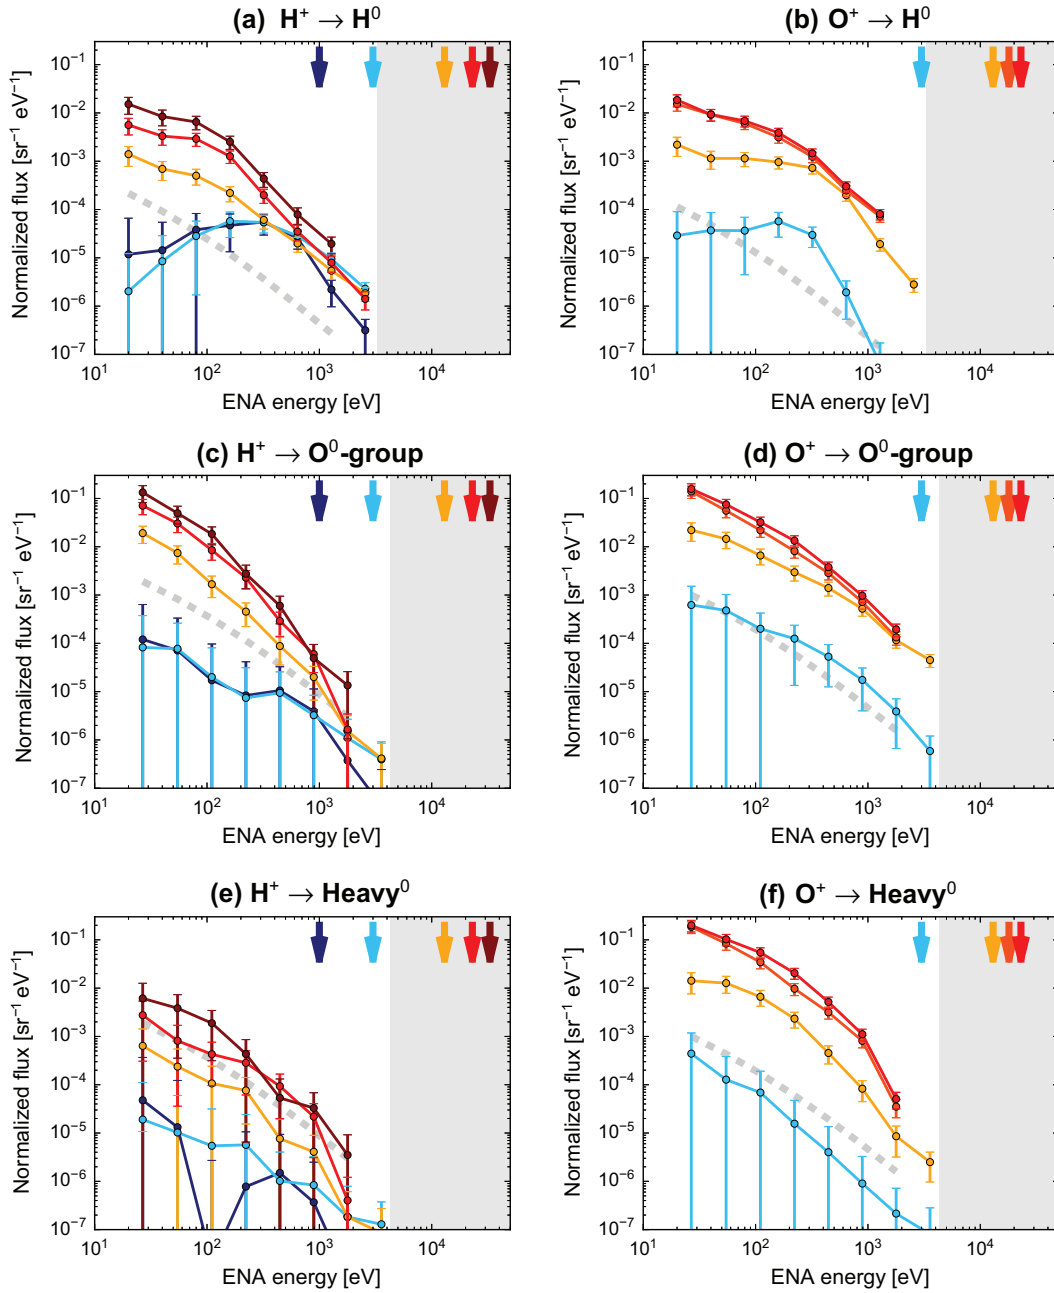 (a) H⁺ → H⁰
(b) O⁺ → H⁰
Normalized flux [sr⁻¹ eV⁻¹]
10⁻¹
10⁻²
10⁻³
10⁻⁴
10⁻⁵
10⁻⁶
10⁻⁷
10¹ 10² 10³ 10⁴
ENA energy [eV]
Normalized flux [sr⁻¹ eV⁻¹]
10⁻¹
10⁻²
10⁻³
10⁻⁴
10⁻⁵
10⁻⁶
10⁻⁷
10¹ 10² 10³ 10⁴
ENA energy [eV]
(c) H⁺ → O⁰-group
(d) O⁺ → O⁰-group
Normalized flux [sr⁻¹ eV⁻¹]
10⁻¹
10⁻²
10⁻³
10⁻⁴
10⁻⁵
10⁻⁶
10⁻⁷
10¹ 10² 10³ 10⁴
ENA energy [eV]
Normalized flux [sr⁻¹ eV⁻¹]
10⁻¹
10⁻²
10⁻³
10⁻⁴
10⁻⁵
10⁻⁶
10⁻⁷
10¹ 10² 10³ 10⁴
ENA energy [eV]
(e) H⁺ → Heavy⁰
(f) O⁺ → Heavy⁰
Normalized flux [sr⁻¹ eV⁻¹]
10⁻¹
10⁻²
10⁻³
10⁻⁴
10⁻⁵
10⁻⁶
10⁻⁷
10¹ 10² 10³ 10⁴
ENA energy [eV]
Normalized flux [sr⁻¹ eV⁻¹]
10⁻¹
10⁻²
10⁻³
10⁻⁴
10⁻⁵
10⁻⁶
10⁻⁷
10¹ 10² 10³ 10⁴
ENA energy [eV]